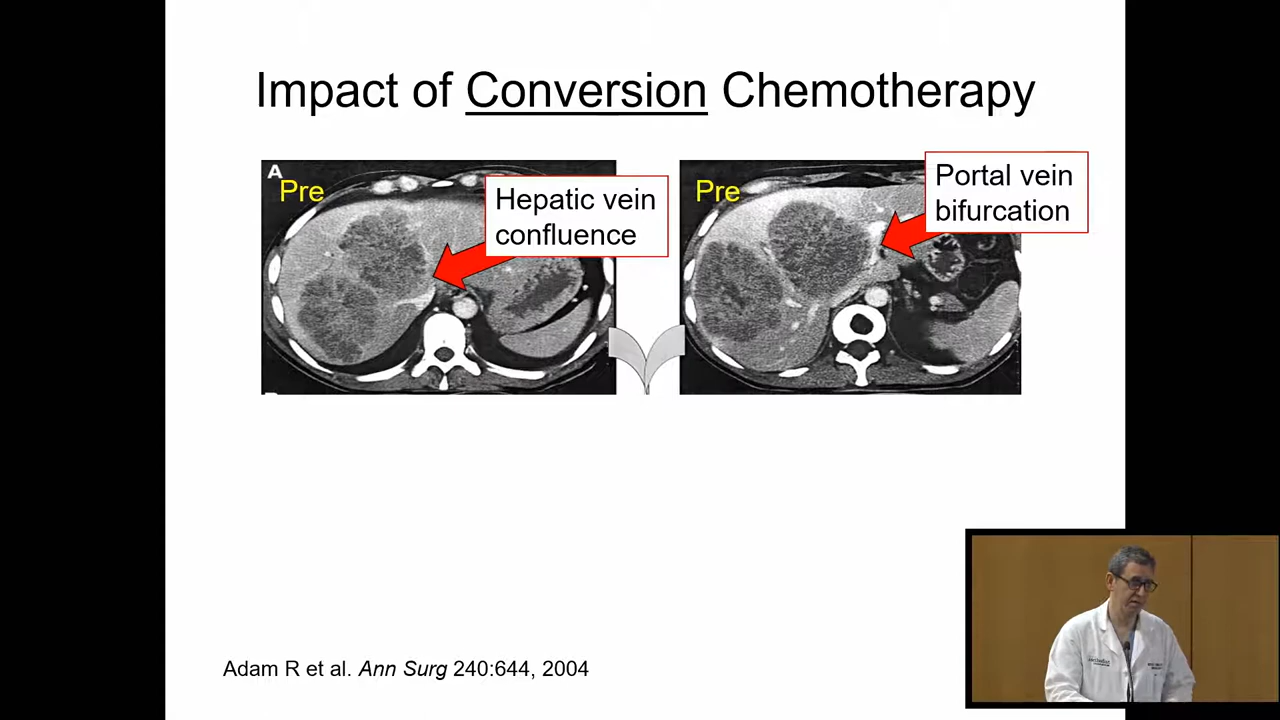 Impact of Conversion Chemotherapy
A
Pre
Hepatic vein
confluence
Pre
Portal vein
bifurcation
Adam R et al. Ann Surg 240:644, 2004